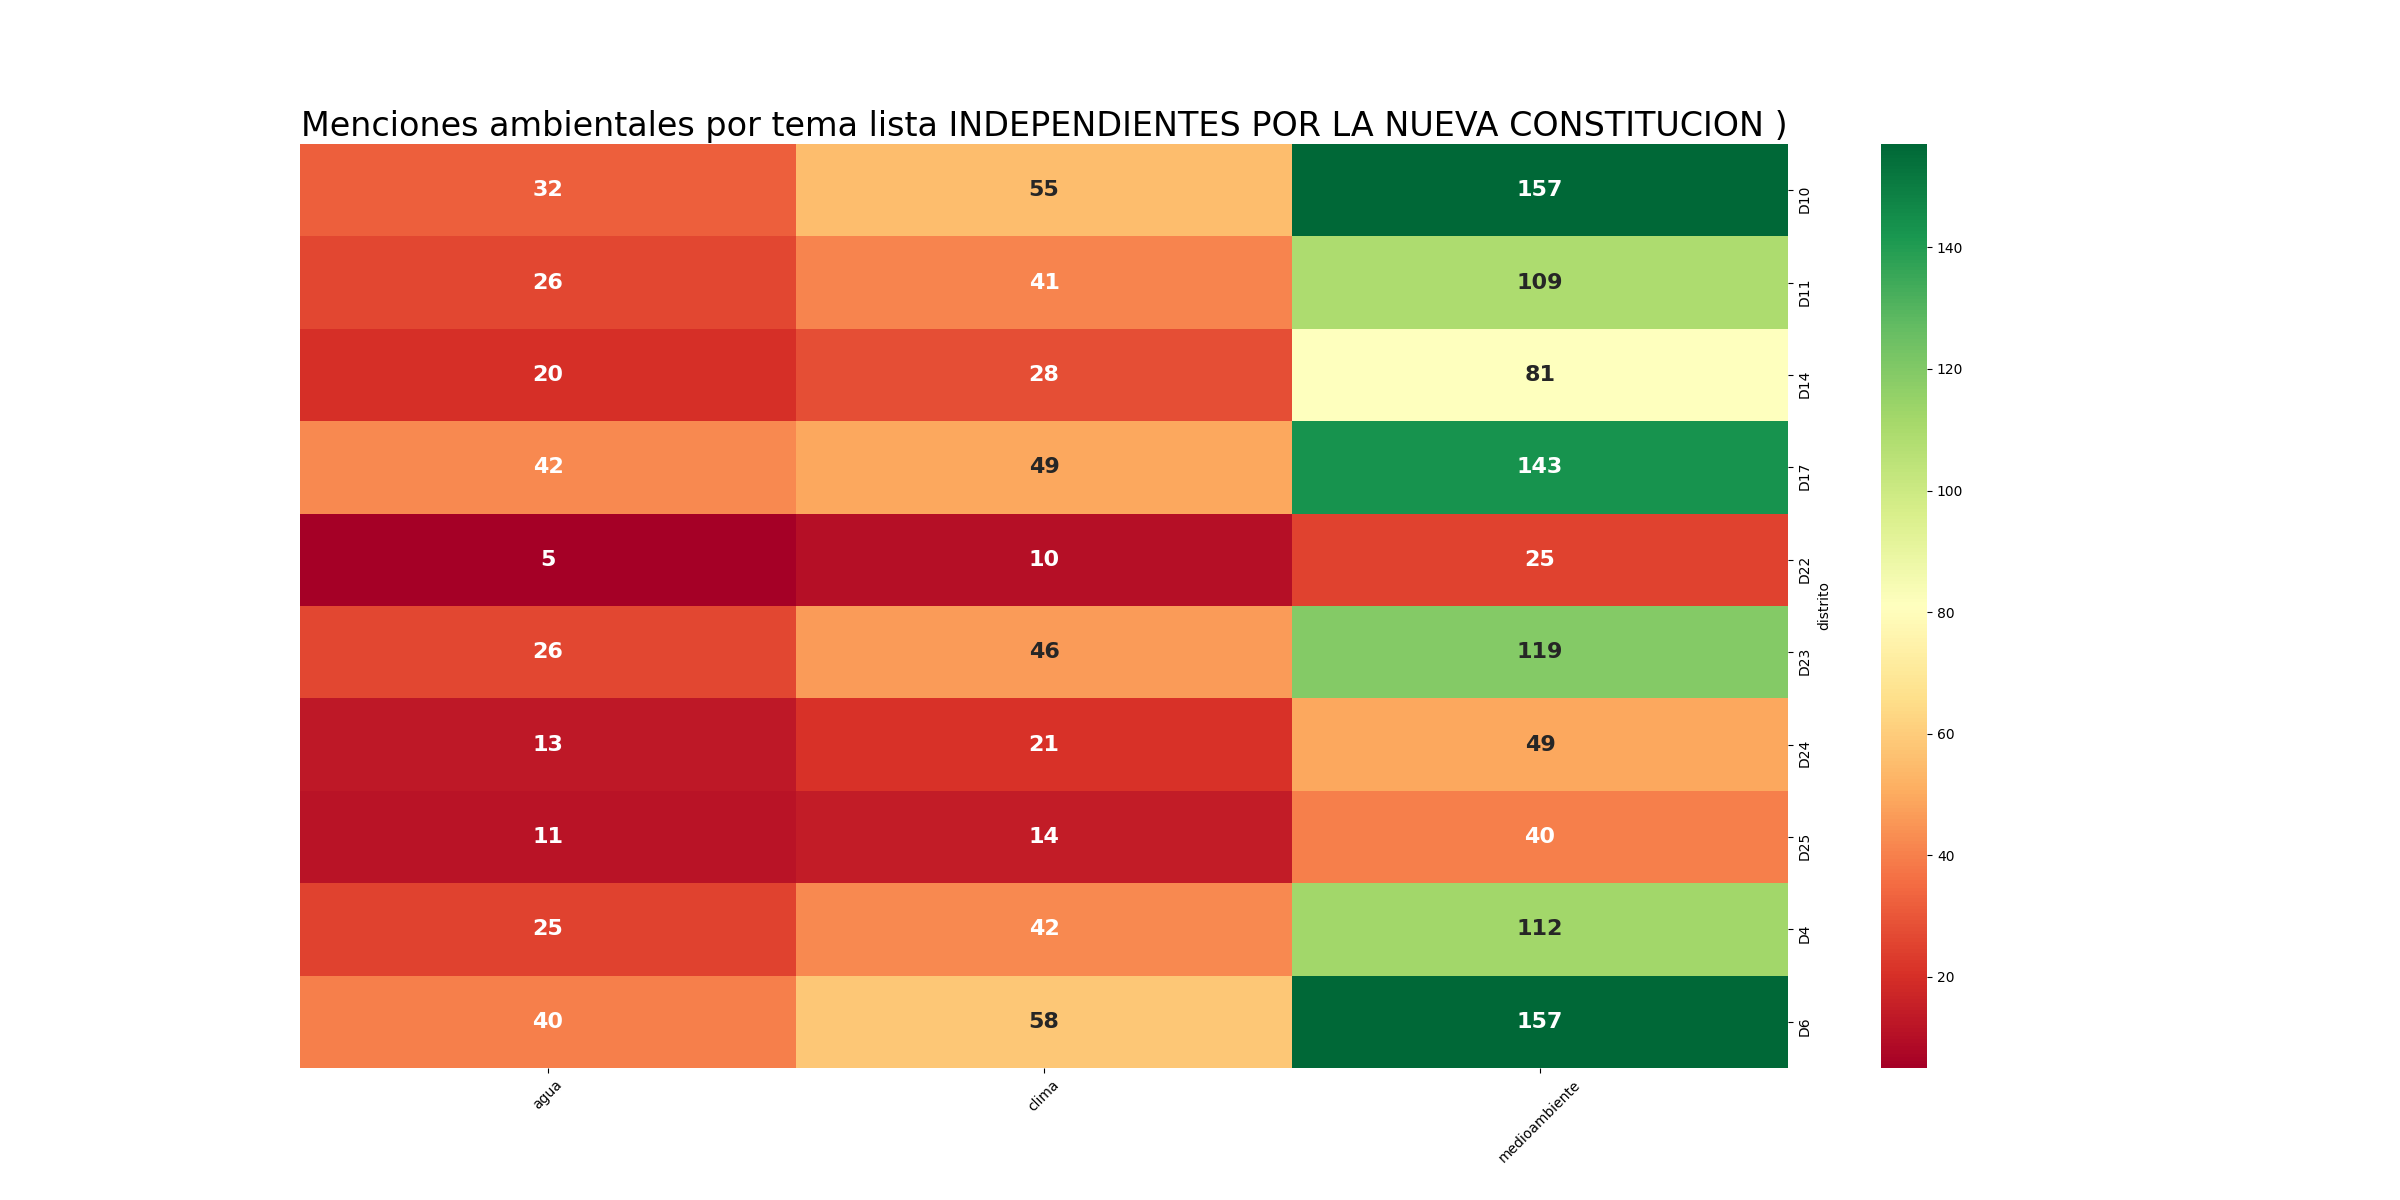 Menciones ambientales por tema lista INDEPENDIENTES POR LA NUEVA CONSTITUCION )
32 55 157 D10
26 41 109 D11
20 28 81 D14
42 49 143 D17
5 10 25 D22
26 46 119 D23
13 21 49 D24
11 14 40 D25
25 42 112 D4
40 58 157 D6
distrito
agua clima medioambiente
140
120
100
80
60
40
20